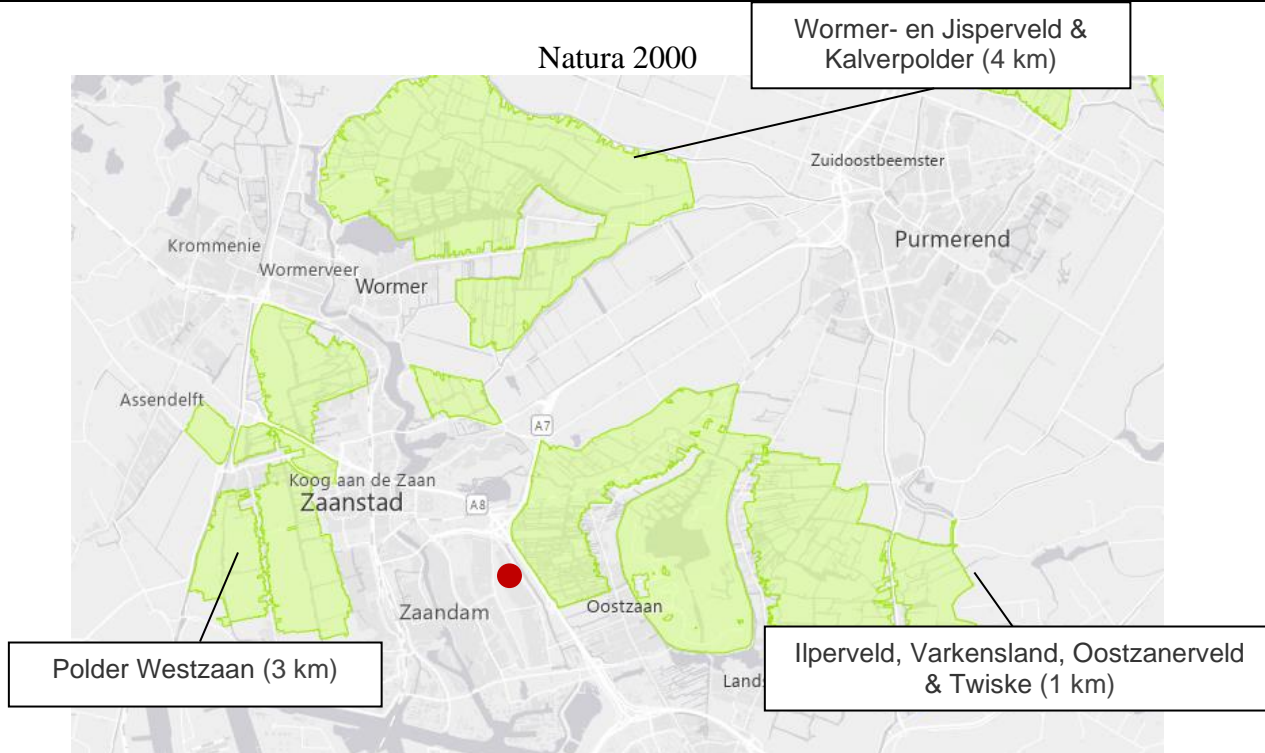 Wormer- en Jisperveld &
Kalverpolder (4 km)
Natura 2000
Zuidoostbeemster
Purmerend
Krommenie
Wormerveer
Wormer
Assendelft
A7
Koog aan de Zaan
Zaanstad
A8
Zaandam
Oostzaan
Polder Westzaan (3 km)
Ilperveld, Varkensland, Oostzanerveld
& Twiske (1 km)
Lands